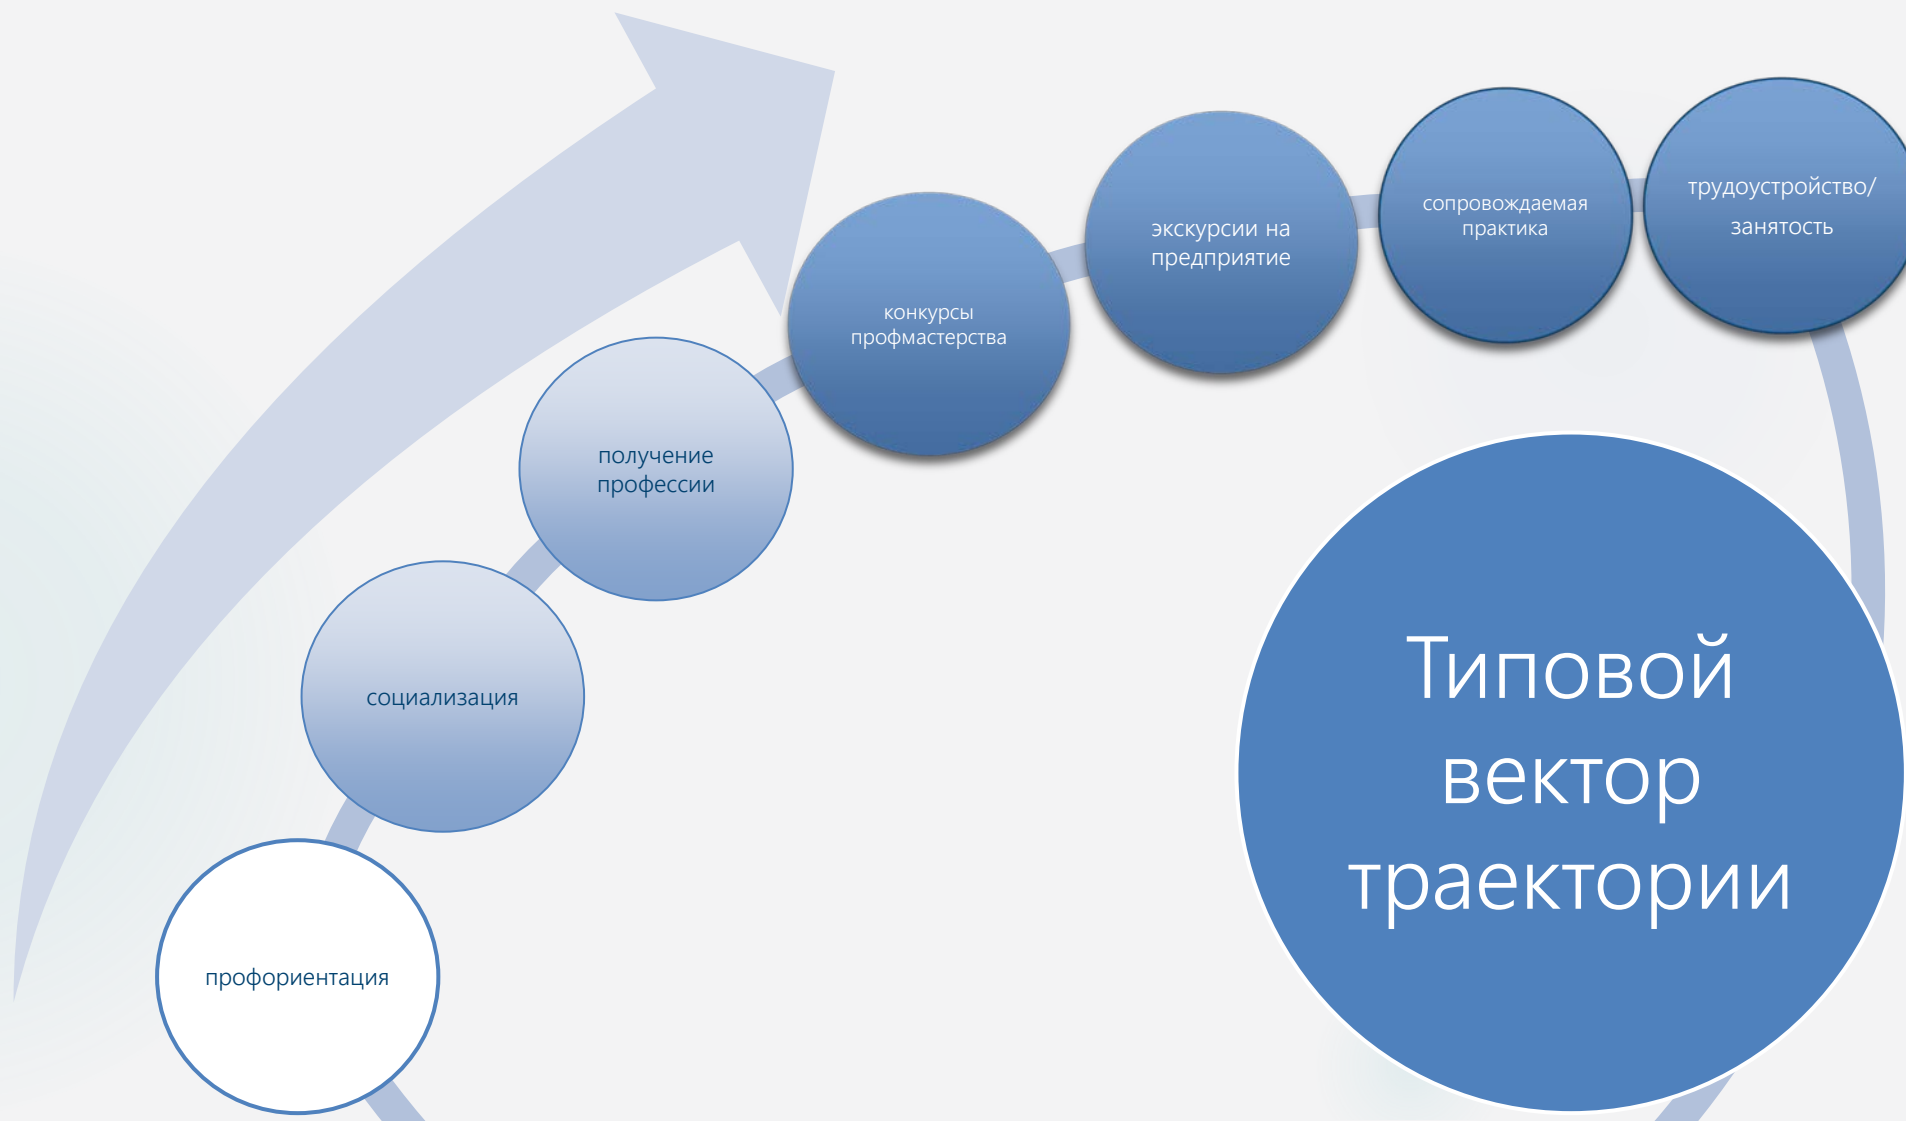 профориентация
социализация
получение
профессии
конкурсы
профмастерства
экскурсии на
предприятие
сопровождаемая
практика
трудоустройство/
занятость
Типовой
вектор
траектории